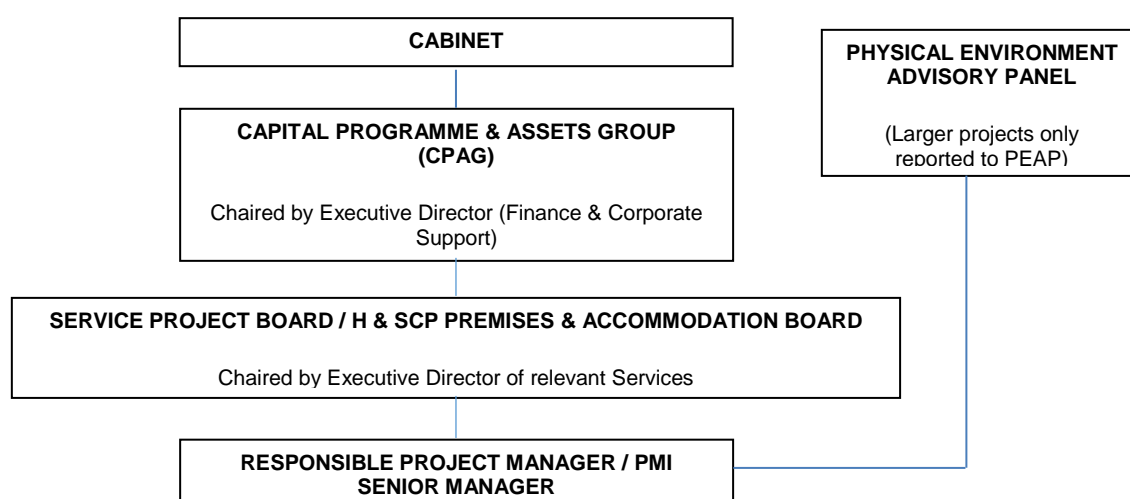 CABINET
PHYSICAL ENVIRONMENT
ADVISORY PANEL
(Larger projects only
reported to PEAP)
CAPITAL PROGRAMME & ASSETS GROUP
(CPAG)
Chaired by Executive Director (Finance & Corporate
Support)
SERVICE PROJECT BOARD / H & SCP PREMISES & ACCOMMODATION BOARD
Chaired by Executive Director of relevant Services
RESPONSIBLE PROJECT MANAGER / PMI
SENIOR MANAGER